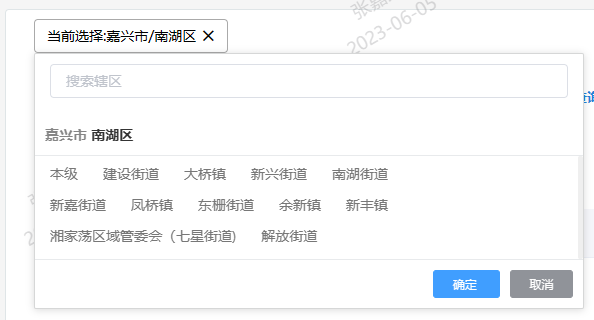 张嘉
2023-06-05
当前选择:嘉兴市/南湖区 ✕
搜索辖区
嘉兴市 南湖区
本级 建设街道 大桥镇 新兴街道 南湖街道
新嘉街道 凤桥镇 东栅街道 余新镇 新丰镇
湘家荡区域管委会（七星街道) 解放街道
确定 取消